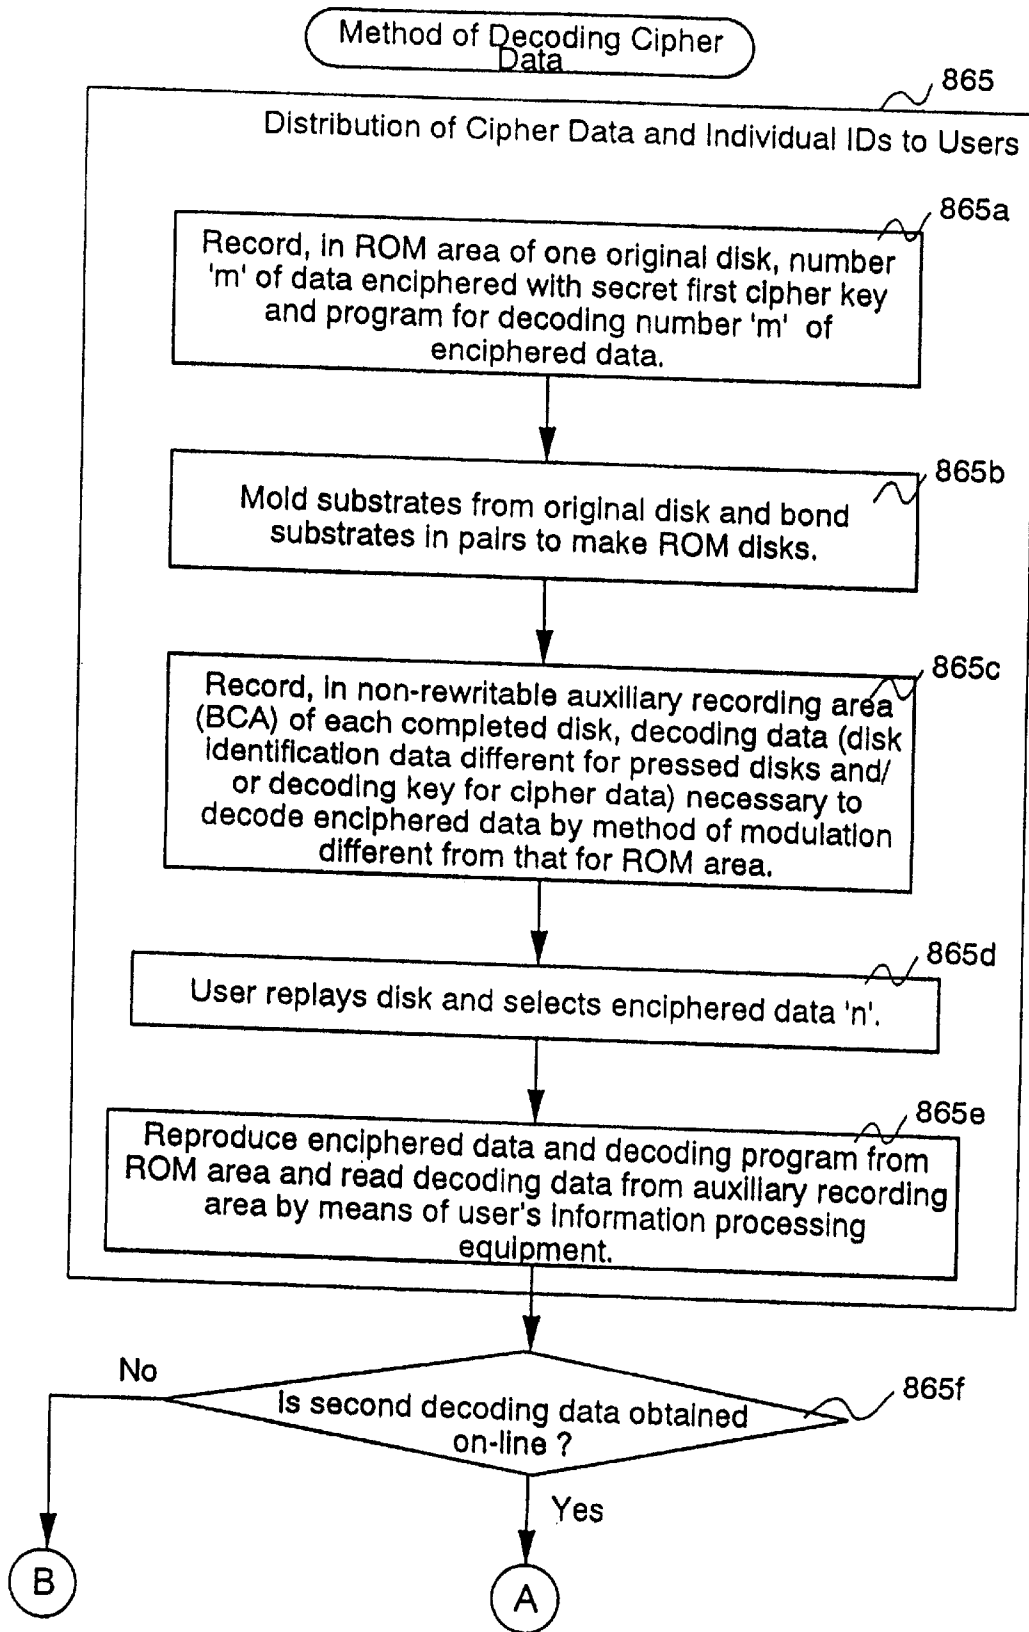 Method of Decoding Cipher
Data
865
Distribution of Cipher Data and Individual IDs to Users
865a
Record, in ROM area of one original disk, number
'm' of data enciphered with secret first cipher key
and program for decoding number 'm' of
enciphered data.
865b
Mold substrates from original disk and bond
substrates in pairs to make ROM disks.
865c
Record, in non-rewritable auxiliary recording area
(BCA) of each completed disk, decoding data (disk
identification data different for pressed disks and/
or decoding key for cipher data) necessary to
decode enciphered data by method of modulation
different from that for ROM area.
865d
User replays disk and selects enciphered data 'n'.
865e
Reproduce enciphered data and decoding program from
ROM area and read decoding data from auxiliary recording
area by means of user's information processing
equipment.
No
865f
Is second decoding data obtained
on-line ?
Yes
B
A